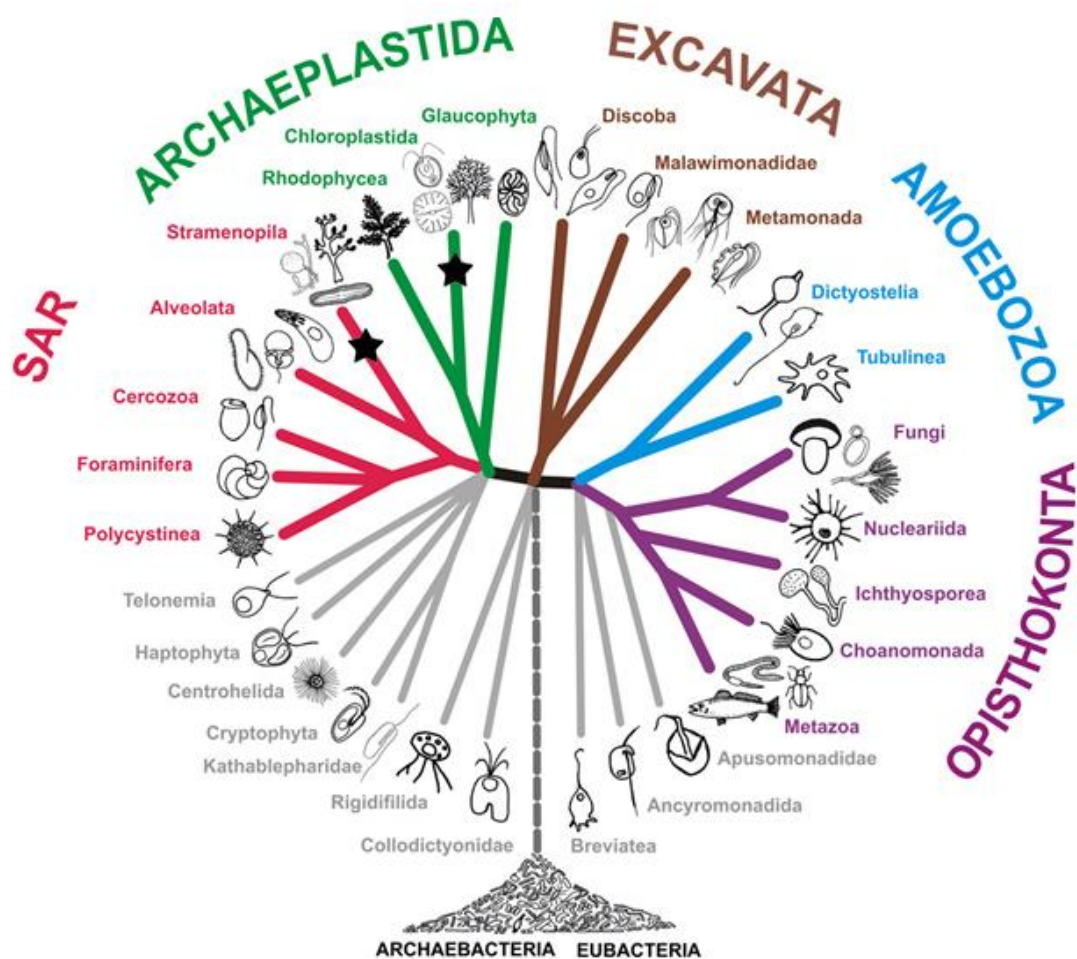 ARCHAEPLASTIDA
EXCAVATA
AMOEBOZOA
OPISTHOKONTA
SAR
Glaucophyta
Chloroplastida
Rhodophycea
Stramenopila
Alveolata
Cercozoa
Foraminifera
Polycystinea
Telonemia
Haptophyta
Centrohelida
Cryptophyta
Kathablepharidae
Rigidifilida
Collodictyonidae
Discoba
Malawimonadidae
Metamonada
Dictyostelia
Tubulinea
Fungi
Nucleariida
Ichthyosporea
Choanomonada
Metazoa
Apusomonadidae
Ancyromonadida
Breviatea
ARCHAEBACTERIA EUBACTERIA